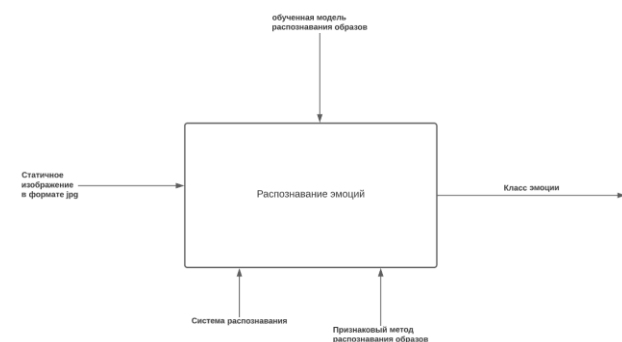 обученная модель
распознавания образов
Статичное
изображение
в формате jpg
Распознавание эмоций
Класс эмоции
Система распознавания
Признаковый метод
распознавания образов